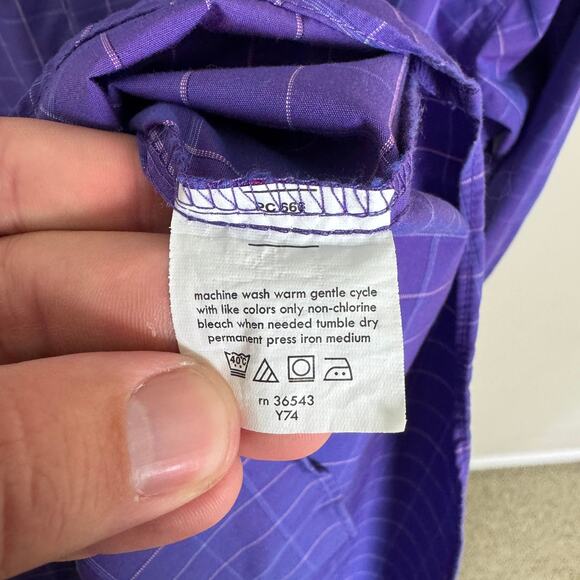 machine wash warm gentle cycle
with like colors only non-chlorine
bleach when needed tumble dry
permanent press iron medium
40°C
rn 36543
Y74